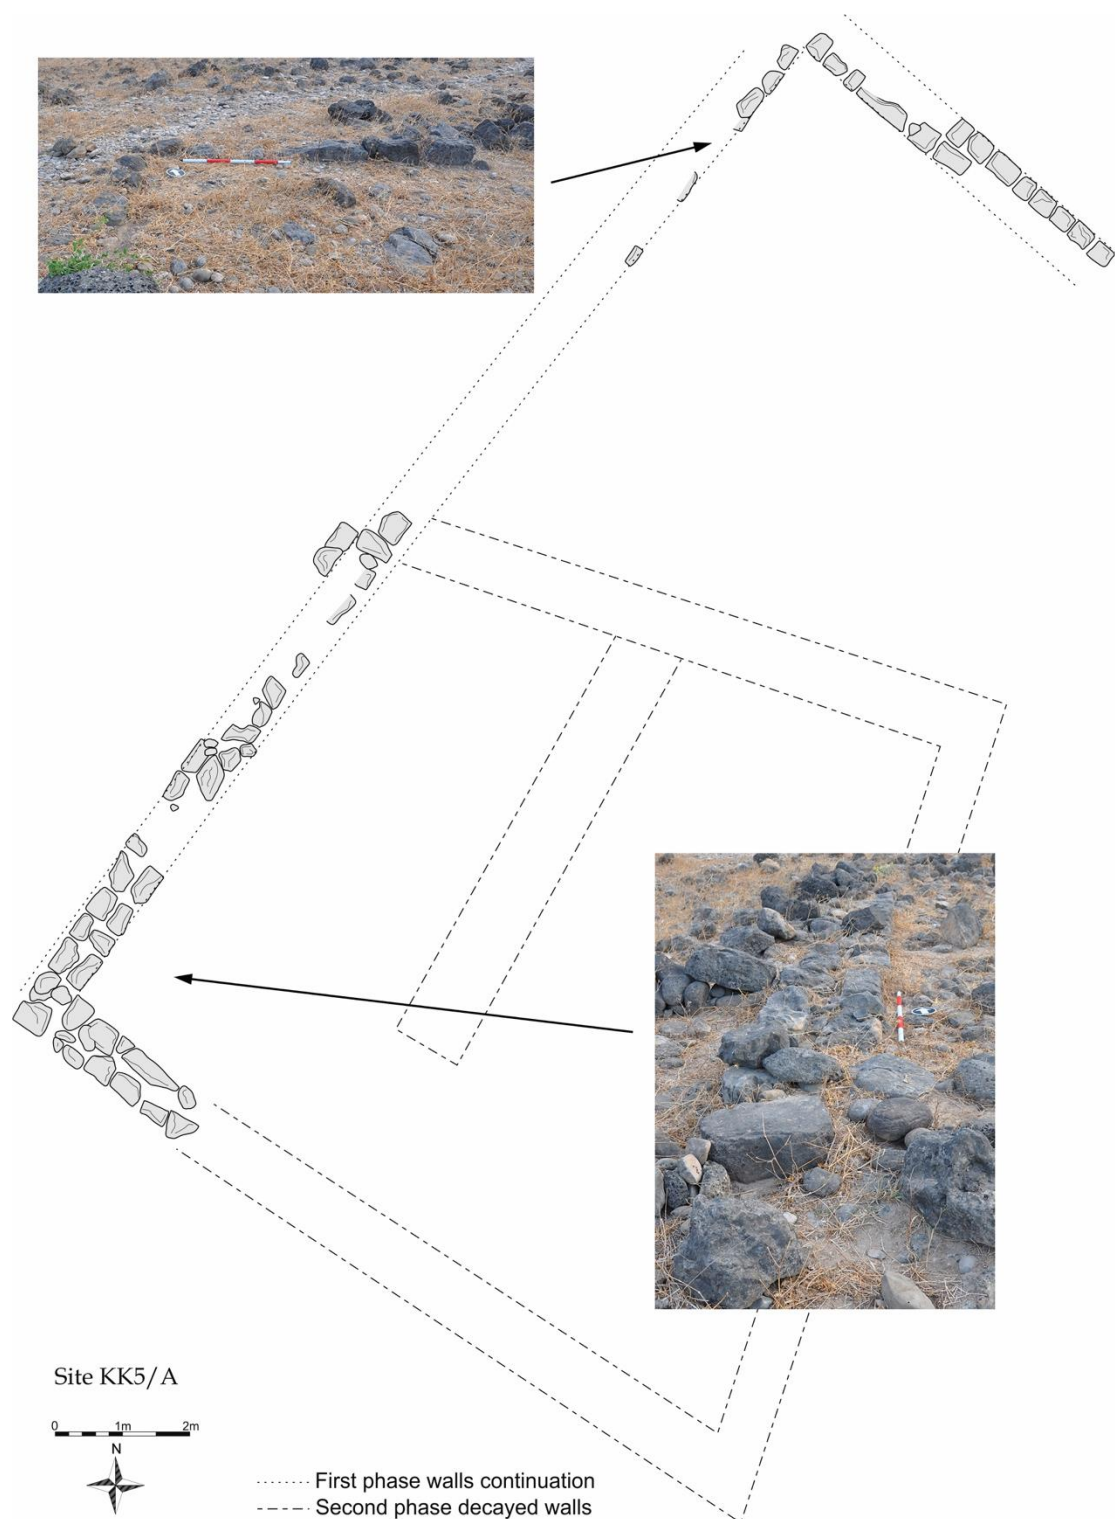 Site KK5/A
0 1m 2m
N
First phase walls continuation
Second phase decayed walls